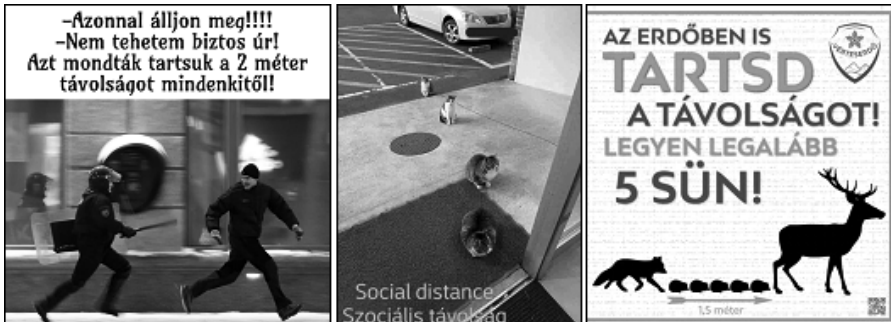 -Azonnal álljon meg!!!!
-Nem tehetem biztos úr!
Azt mondták tartsuk a 2 méter
távolságot mindenkitől!
Social distance
Szociális távolság
AZ ERDŐBEN IS
TARTSD
A TÁVOLSÁGOT!
LEGYEN LEGALÁBB
5 SÜN!
1,5 méter
VÉRTESERDŐ